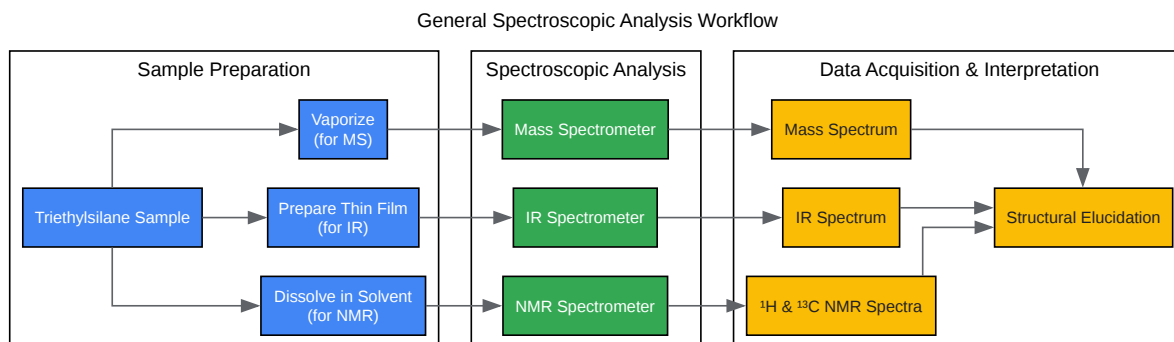 General Spectroscopic Analysis Workflow
Sample Preparation
Spectroscopic Analysis
Data Acquisition & Interpretation
Vaporize
(for MS)
Mass Spectrometer
Mass Spectrum
Triethylsilane Sample
Prepare Thin Film
(for IR)
IR Spectrometer
IR Spectrum
Structural Elucidation
Dissolve in Solvent
(for NMR)
NMR Spectrometer
¹H & ¹³C NMR Spectra